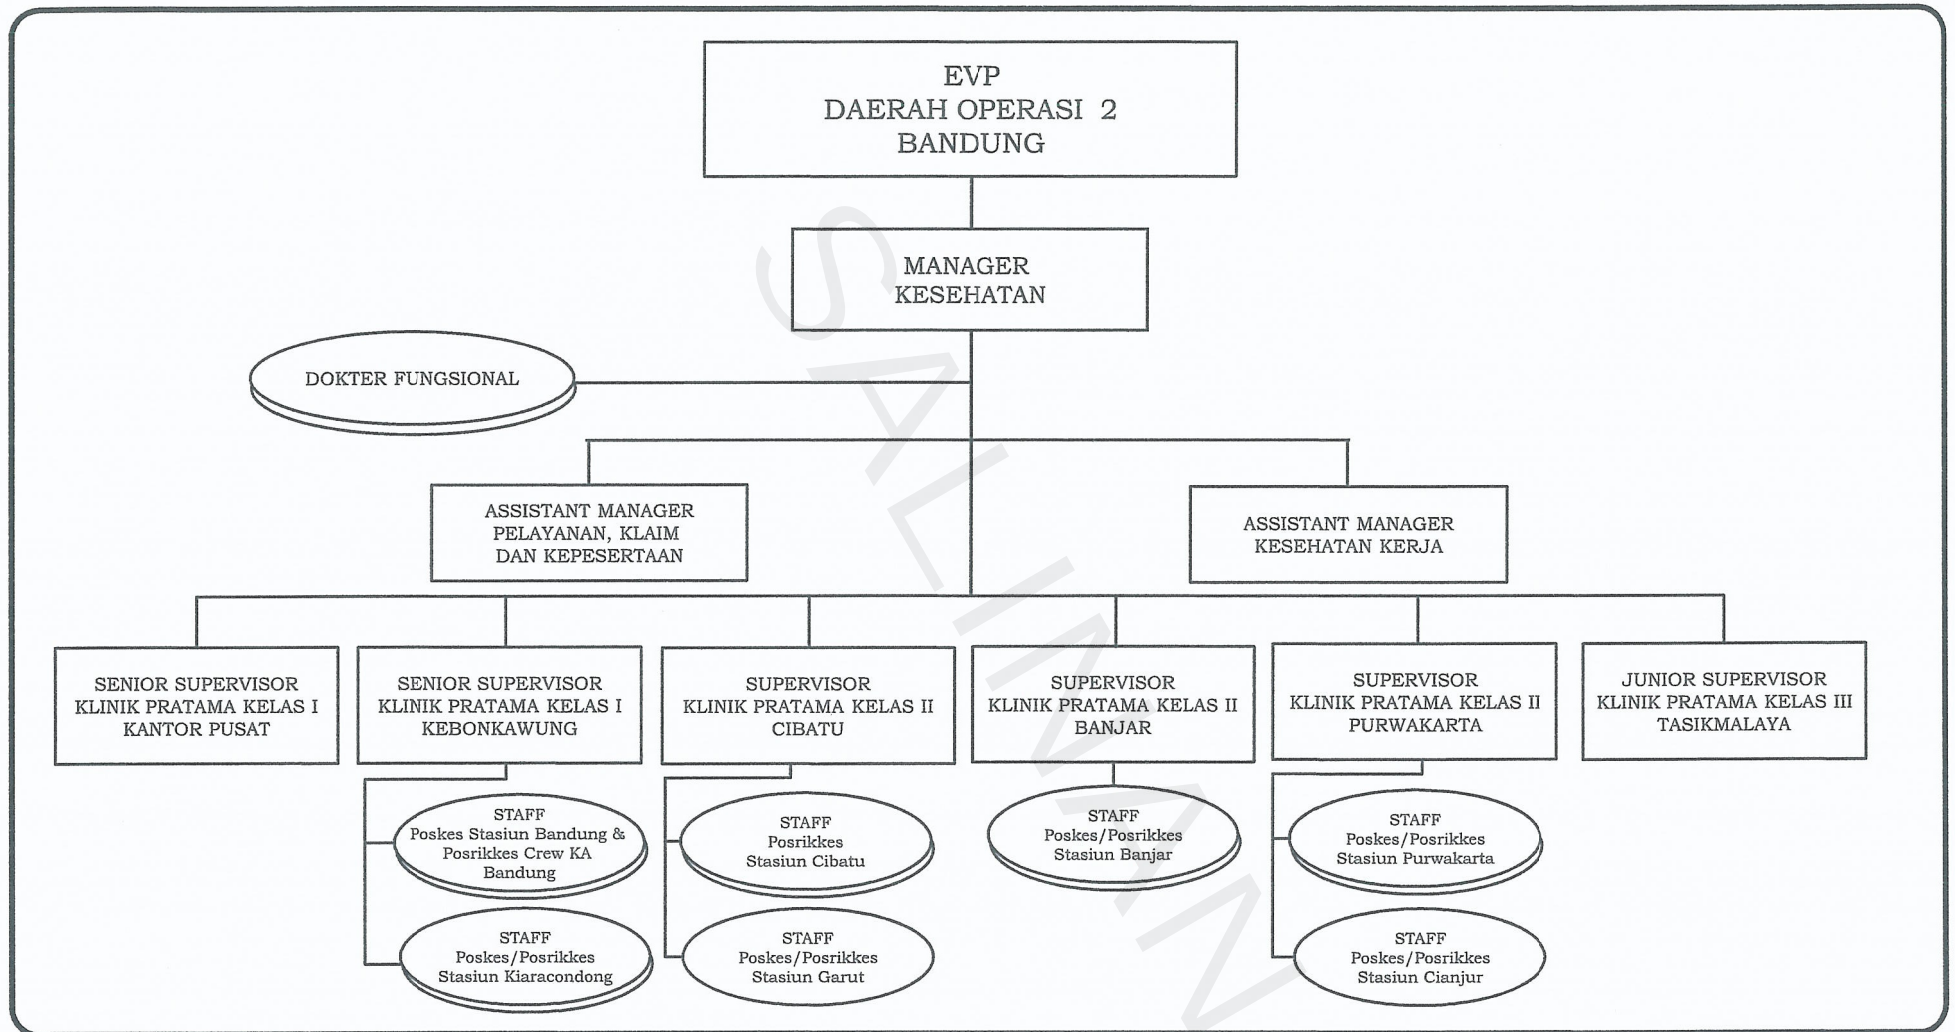 EVP
DAERAH OPERASI 2
BANDUNG
MANAGER
KESEHATAN
DOKTER FUNGSIONAL
ASSISTANT MANAGER
PELAYANAN, KLAIM
DAN KEPESERTAAN
ASSISTANT MANAGER
KESEHATAN KERJA
SENIOR SUPERVISOR
KLINIK PRATAMA KELAS I
KANTOR PUSAT
SENIOR SUPERVISOR
KLINIK PRATAMA KELAS I
KEBONKAWUNG
SUPERVISOR
KLINIK PRATAMA KELAS II
CIBATU
SUPERVISOR
KLINIK PRATAMA KELAS II
BANJAR
SUPERVISOR
KLINIK PRATAMA KELAS II
PURWAKARTA
JUNIOR SUPERVISOR
KLINIK PRATAMA KELAS III
TASIKMALAYA
STAFF
Poskes Stasiun Bandung &
Posrikkes Crew KA
Bandung
STAFF
Posrikkes
Stasiun Cibatu
STAFF
Poskes/Posrikkes
Stasiun Banjar
STAFF
Poskes/Posrikkes
Stasiun Purwakarta
STAFF
Poskes/Posrikkes
Stasiun Kiaracondong
STAFF
Poskes/Posrikkes
Stasiun Garut
STAFF
Poskes/Posrikkes
Stasiun Cianjur
SALINAN